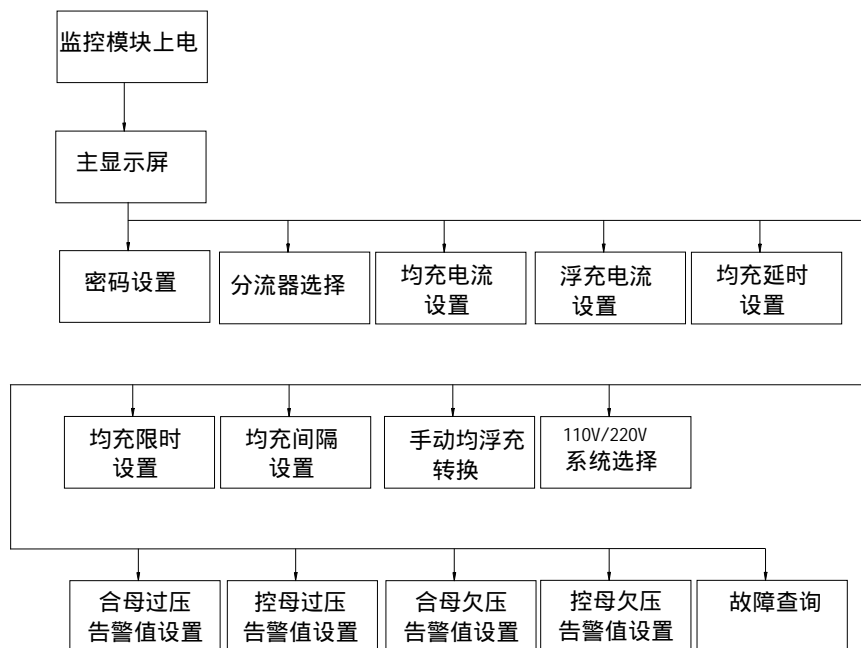 监控模块上电
主显示屏
密码设置
分流器选择
均充电流
设置
浮充电流
设置
均充延时
设置
均充限时
设置
均充间隔
设置
手动均浮充
转换
110V/220V
系统选择
合母过压
告警值设置
控母过压
告警值设置
合母欠压
告警值设置
控母欠压
告警值设置
故障查询